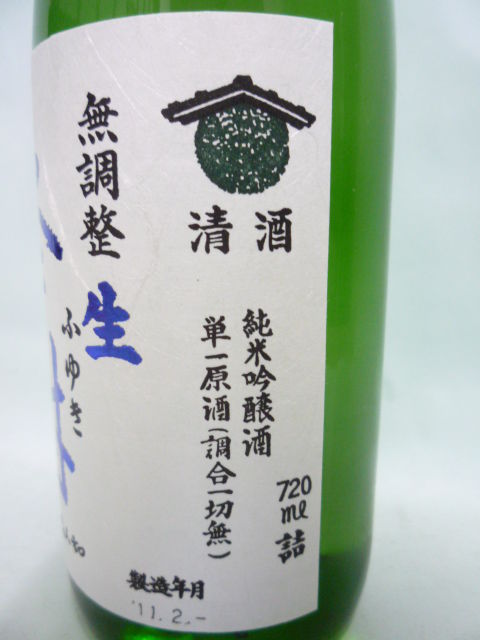 清酒
純米吟醸酒
単一原酒(調合一切無)
720ml詰
無調整
生
ふゆき
製造年月
'11.2.-